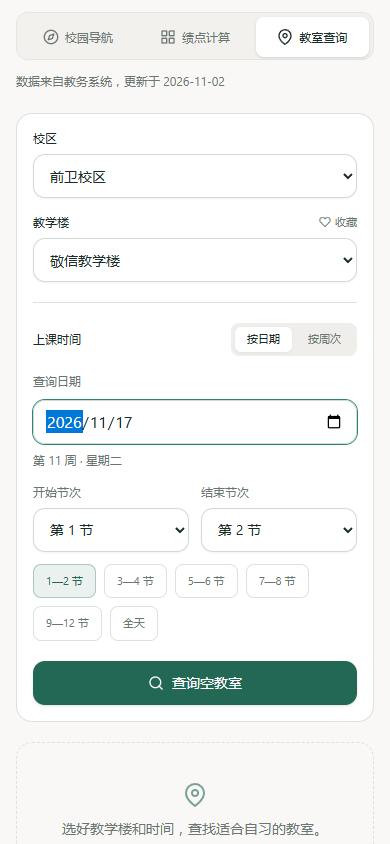 校园导航 绩点计算 教室查询
数据来自教务系统，更新于 2026-11-02
校区
前卫校区
教学楼 收藏
敬信教学楼
上课时间 按日期 按周次
查询日期
2026/11/17
第 11 周 · 星期二
开始节次 结束节次
第 1 节 第 2 节
1—2 节 3—4 节 5—6 节 7—8 节
9—12 节 全天
查询空教室
选好教学楼和时间，查找适合自习的教室。